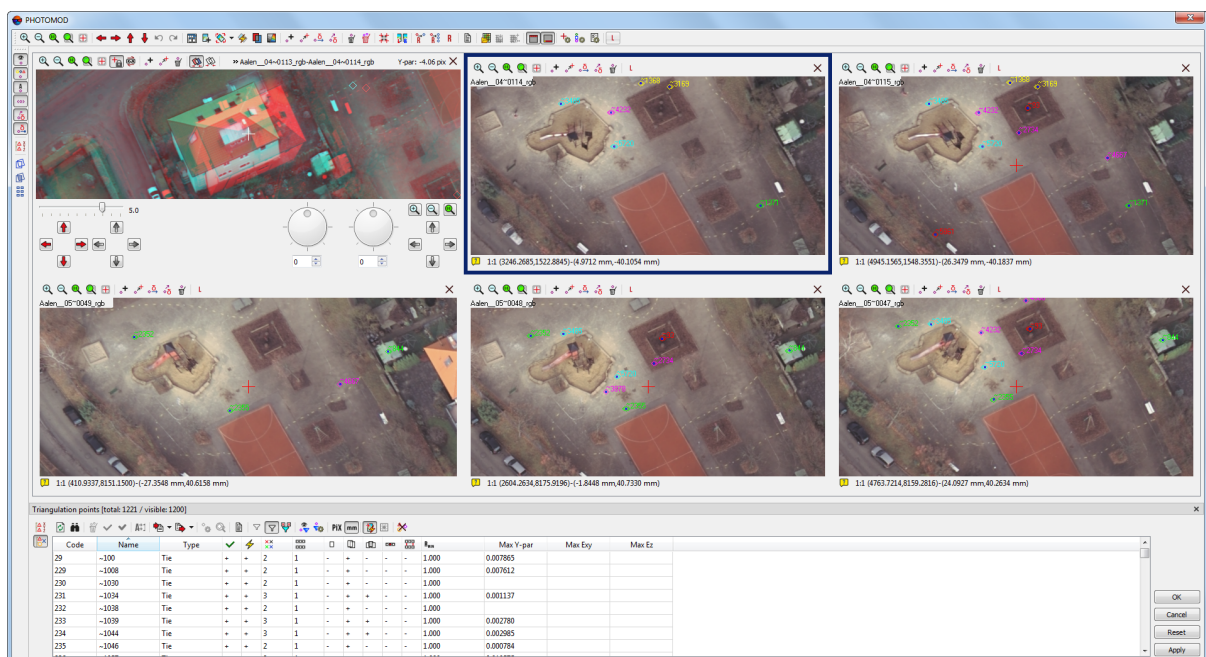 PHOTOMOD
R L
» Aalen__04~0113_rgb-Aalen__04~0114_rgb Y-par: -4.06 pix
5.0
0 0
L
Aalen__04~0114_rgb
~4232
~3169
1:1 (3246.2685,1522.8845)-(4.9712 mm,-40.1054 mm)
L
Aalen__04~0115_rgb
~4232
~3169
1:1 (4945.1565,1548.3551)-(26.3479 mm,-40.1837 mm)
L
Aalen__05~0049_rgb
1:1 (410.9337,8151.1500)-(-27.3548 mm,40.6158 mm)
L
Aalen__05~0048_rgb
~3878
1:1 (2604.2634,8175.9196)-(-1.8448 mm,40.7330 mm)
L
Aalen__05~0047_rgb
~4232
1:1 (4763.7214,8159.2816)-(24.0927 mm,40.2634 mm)
Triangulation points [total: 1221 / visible: 1200]
PIX mm
Code Name Type Max Y-par Max Exy Max Ez
29 ~100 Tie + + 2 1 - + - - - 1.000 0.007865
229 ~1008 Tie + + 2 1 - + - - - 1.000 0.007612
230 ~1030 Tie + + 2 1 - + - - - 1.000
231 ~1034 Tie + + 3 1 - + + - - 1.000 0.001137
232 ~1038 Tie + + 2 1 - + - - - 1.000
233 ~1039 Tie + + 3 1 - + + - - 1.000 0.002780
234 ~1044 Tie + + 3 1 - + + - - 1.000 0.002985
235 ~1046 Tie + + 2 1 - + - - - 1.000 0.000784
OK
Cancel
Reset
Apply